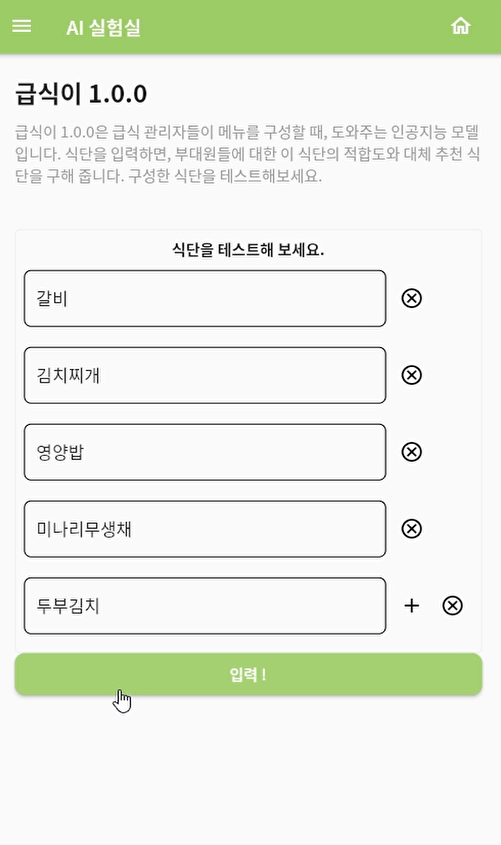 AI 실험실
급식이 1.0.0
급식이 1.0.0은 급식 관리자들이 메뉴를 구성할 때, 도와주는 인공지능 모델
입니다. 식단을 입력하면, 부대원들에 대한 이 식단의 적합도와 대체 추천 식
단을 구해 줍니다. 구성한 식단을 테스트해보세요.
식단을 테스트해 보세요.
갈비
김치찌개
영양밥
미나리무생채
두부김치
입력 !